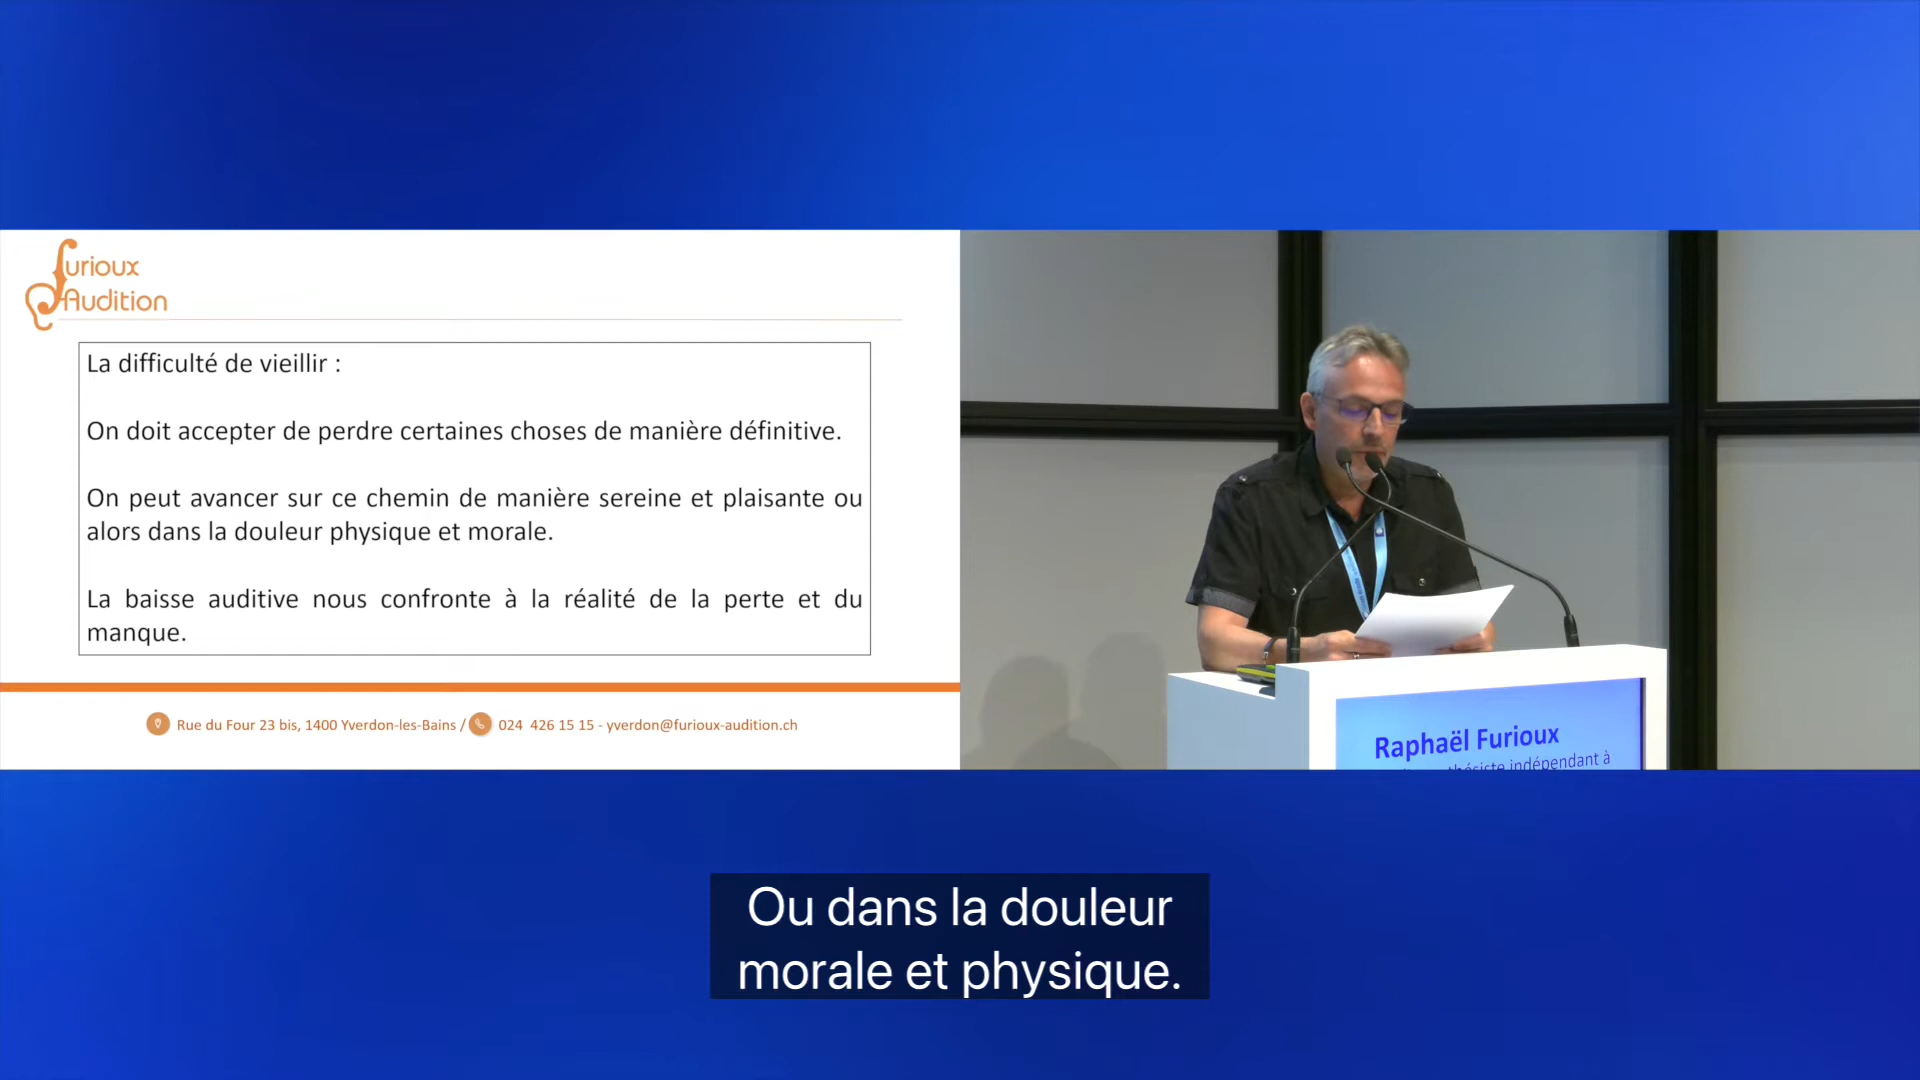 Furioux
Audition
La difficulté de vieillir :
On doit accepter de perdre certaines choses de manière définitive.
On peut avancer sur ce chemin de manière sereine et plaisante ou
alors dans la douleur physique et morale.
La baisse auditive nous confronte à la réalité de la perte et du
manque.
Rue du Four 23 bis, 1400 Yverdon-les-Bains / 024 426 15 15 - yverdon@furioux-audition.ch
Raphaël Furioux
indépendant à
Ou dans la douleur
morale et physique.